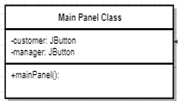 Main Panel Class
-customer: JButton
-manager: JButton
+mainPanel():